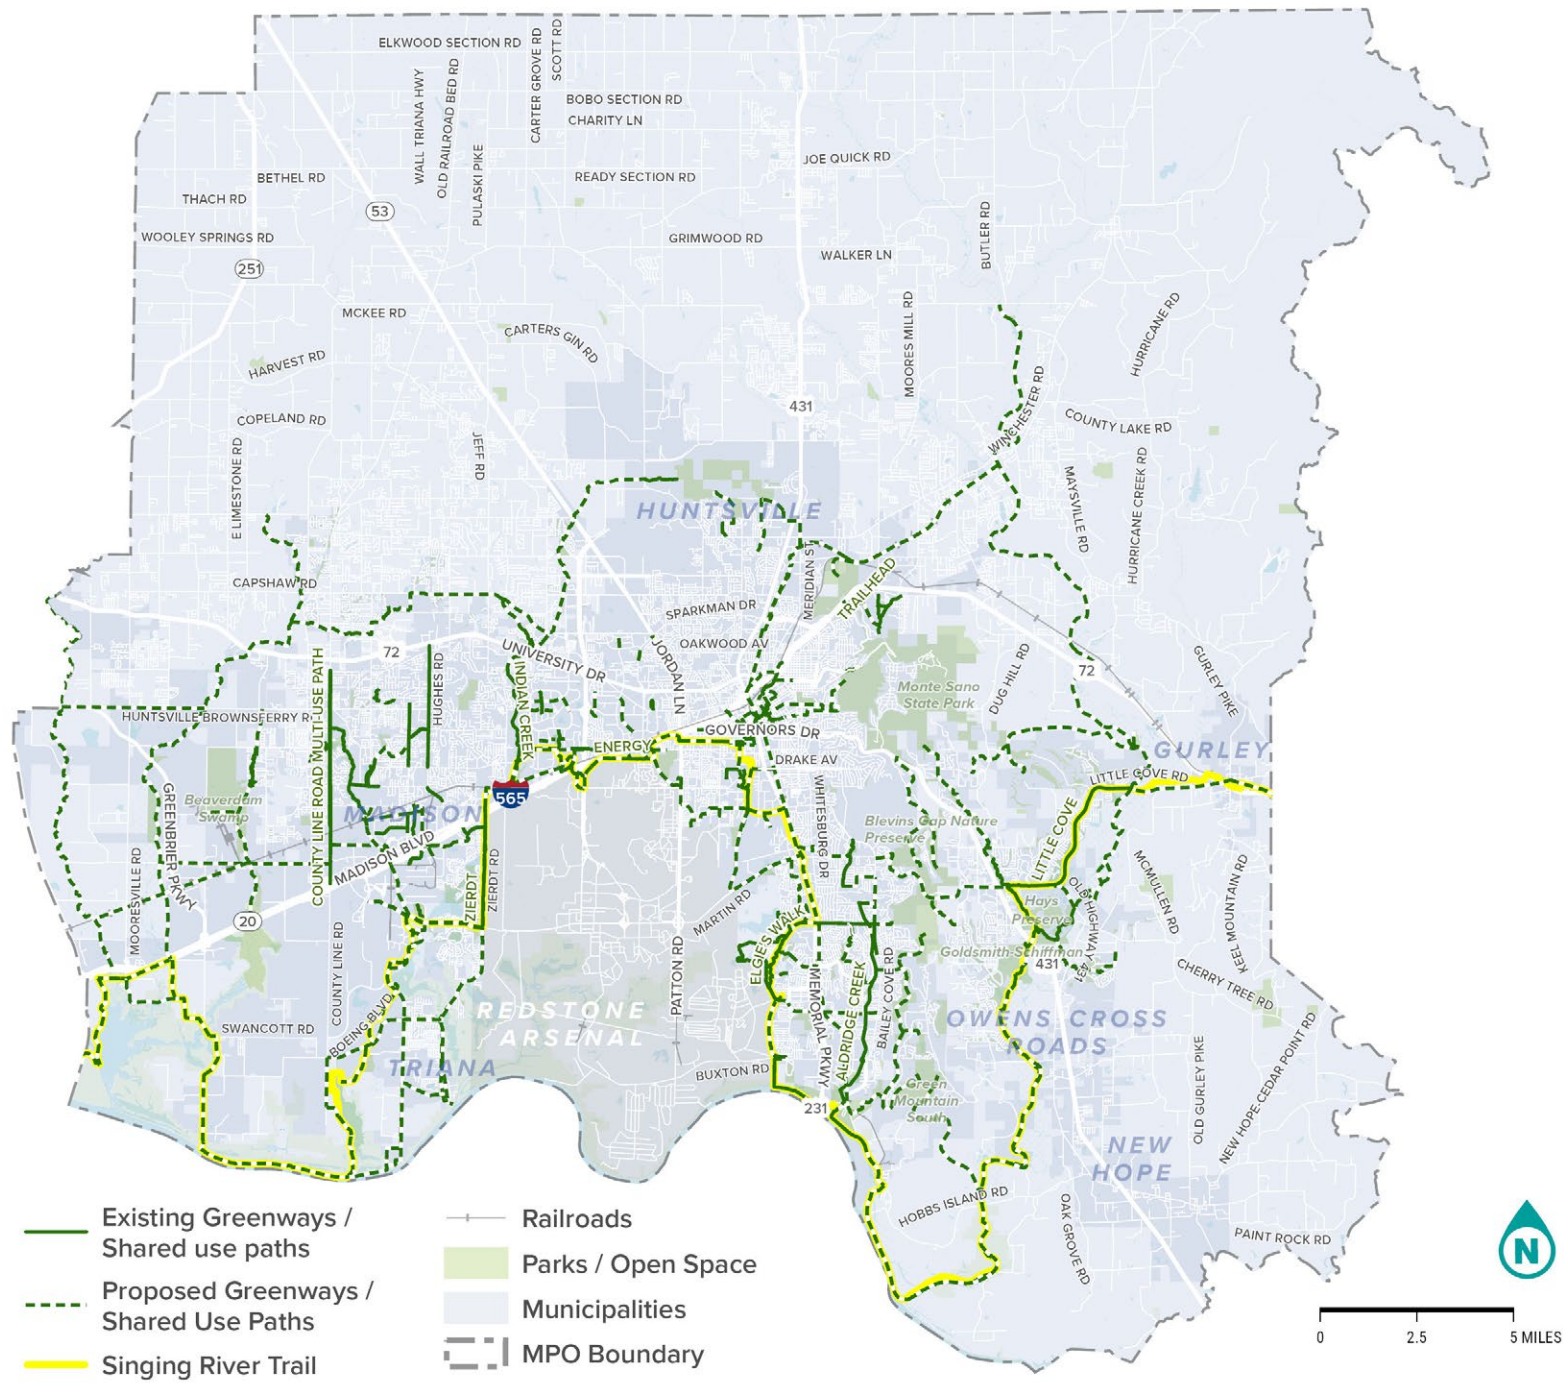 ELKWOOD SECTION RD
CARTER GROVE RD
SCOTT RD
WALL TRIANA HWY
OLD RAILROAD BED RD
PULASKI PIKE
BOBO SECTION RD
CHARITY LN
JOE QUICK RD
BETHEL RD
READY SECTION RD
THACH RD
53
WOOLEY SPRINGS RD
GRIMWOOD RD
BUTLER RD
WALKER LN
251
MCKEE RD
CARTERS GIN RD
MOORES MILL RD
HURRICANE RD
HARVEST RD
COPELAND RD
431
WINCHESTER RD
COUNTY LAKE RD
E LIMESTONE RD
JEFF RD
MAYSVILLE RD
HURRICANE CREEK RD
HUNTSVILLE
CAPSHAW RD
SPARKMAN DR
MERIDIAN ST
TRAILHEAD
OAKWOOD AV
72
UNIVERSITY DR
JORDAN LN
COUNTY LINE ROAD MULTI-USE PATH
HUGHES RD
INDIAN CREEK
Monte Sano
State Park
DUG HILL RD
72
GURLEY PIKE
HUNTSVILLE BROWNSFERRY R
ENERGY
GOVERNORS DR
DRAKE AV
GURLEY
LITTLE COVE RD
565
Beaverdam
Swamp
GREENBRIER PKWY
MADISON
WHITESBURG DR
Blevins Gap Nature
Preserve
LITTLE COVE
MADISON BLVD
MOORESVILLE RD
ZIERDT
ZIERDT RD
MARTIN RD
OLD HIGHWAY 431
MCMULLEN RD
KEEL MOUNTAIN RD
Hays
Preserve
20
COUNTY LINE RD
PATTON RD
ELGIE'S WALK
Goldsmith-Schiffman
431
CHERRY TREE RD
MEMORIAL PKWY
ALDRIDGE CREEK
BAILEY COVE RD
REDSTONE
ARSENAL
SWANCOTT RD
BOEING BLVD
OWENS CROSS
ROADS
TRIANA
BUXTON RD
231
Green
Mountain
South
OLD GURLEY PIKE
NEW HOPE-CEDAR POINT RD
NEW
HOPE
HOBBS ISLAND RD
OAK GROVE RD
PAINT ROCK RD
Existing Greenways /
Shared use paths
Proposed Greenways /
Shared Use Paths
Singing River Trail
Railroads
Parks / Open Space
Municipalities
MPO Boundary
N
0 2.5 5 MILES